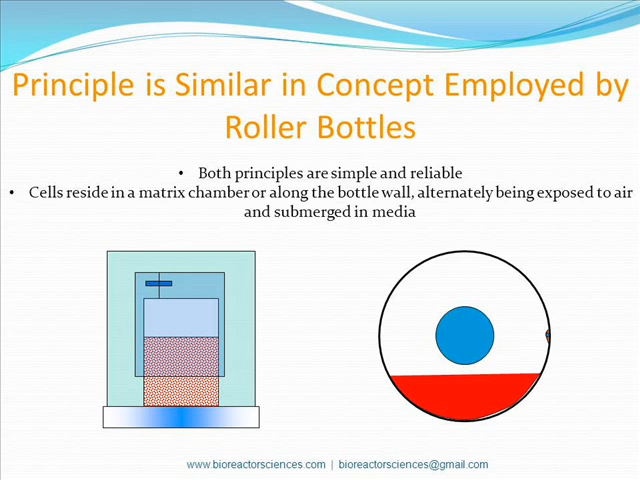 Principle is Similar in Concept Employed by
Roller Bottles
• Both principles are simple and reliable
• Cells reside in a matrix chamber or along the bottle wall, alternately being exposed to air
and submerged in media
www.bioreactorsciences.com | bioreactorsciences@gmail.com